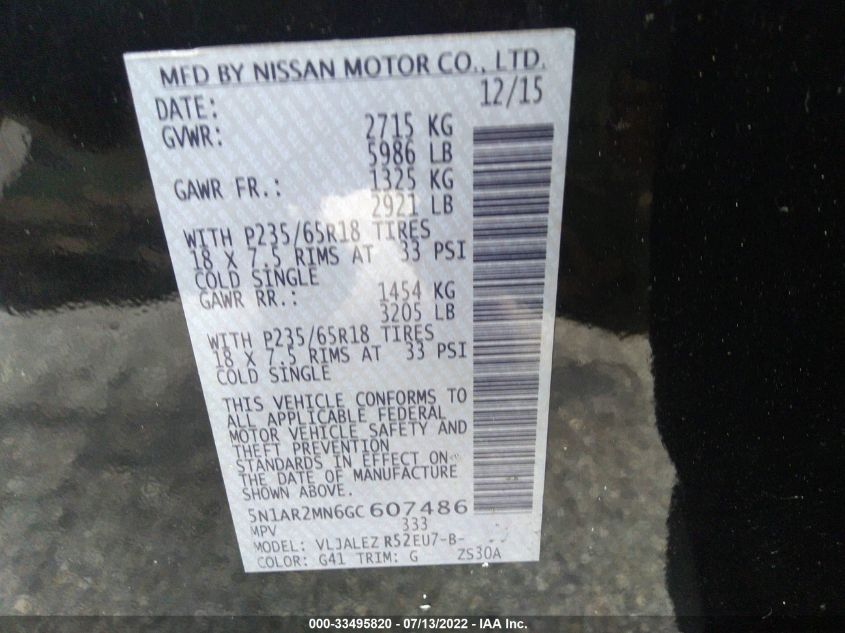 MFD BY NISSAN MOTOR CO., LTD.
DATE: 12/15
GVWR: 2715 KG
5986 LB
GAWR FR.: 1325 KG
2921 LB
WITH P235/65R18 TIRES
18 X 7.5 RIMS AT 33 PSI
COLD SINGLE
GAWR RR.: 1454 KG
3205 LB
WITH P235/65R18 TIRES
18 X 7.5 RIMS AT 33 PSI
COLD SINGLE
THIS VEHICLE CONFORMS TO
ALL APPLICABLE FEDERAL
MOTOR VEHICLE SAFETY AND
THEFT PREVENTION
STANDARDS IN EFFECT ON
THE DATE OF MANUFACTURE
SHOWN ABOVE.
5N1AR2MN6GC607486
MPV 333
MODEL: VLJALEZ R52EU7-B-
COLOR: G41 TRIM: G ZS30A
000-33495820 - 07/13/2022 - IAA Inc.